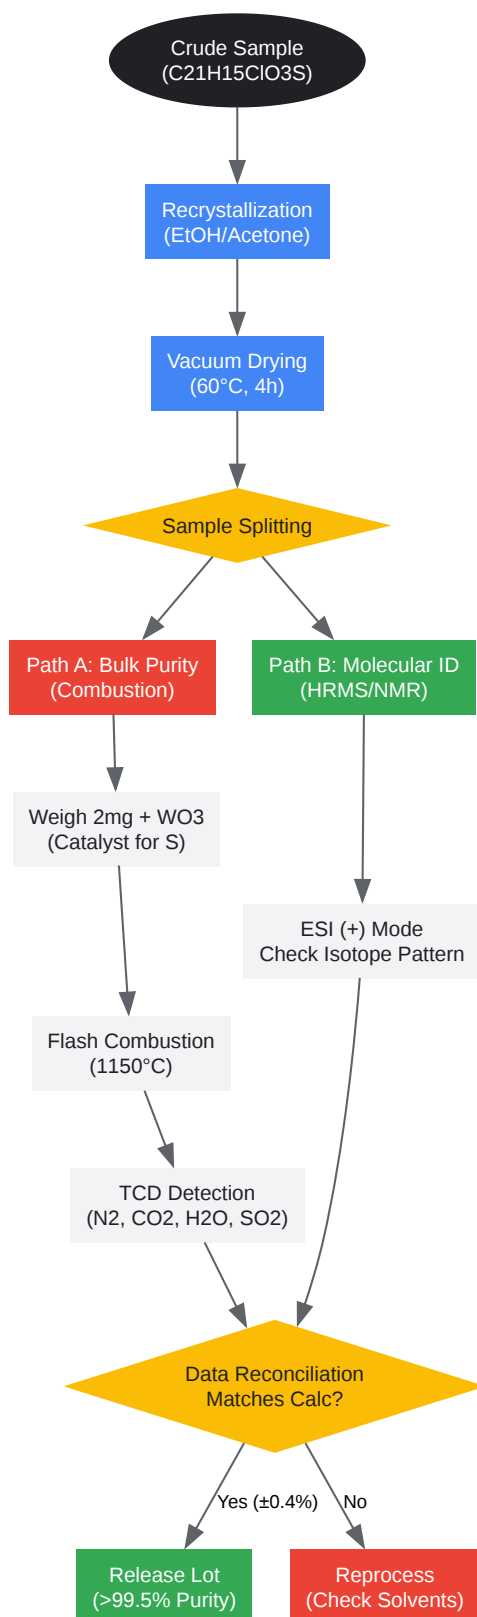 Crude Sample
(C21H15ClO3S)
Recrystallization
(EtOH/Acetone)
Vacuum Drying
(60°C, 4h)
Sample Splitting
Path A: Bulk Purity
(Combustion)
Path B: Molecular ID
(HRMS/NMR)
Weigh 2mg + WO3
(Catalyst for S)
ESI (+) Mode
Check Isotope Pattern
Flash Combustion
(1150°C)
TCD Detection
(N2, CO2, H2O, SO2)
Data Reconciliation
Matches Calc?
Yes (±0.4%)
No
Release Lot
(>99.5% Purity)
Reprocess
(Check Solvents)